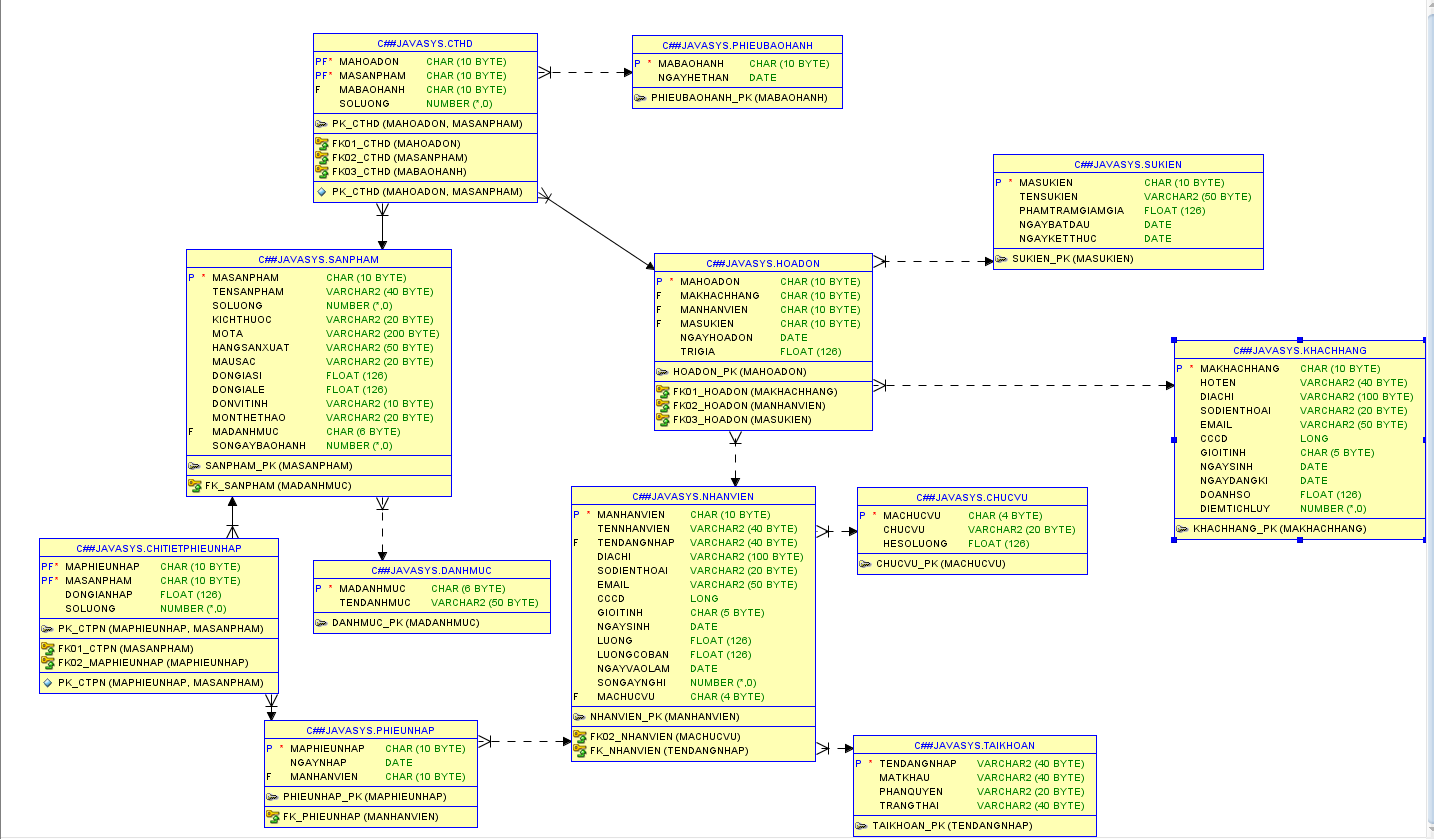 C##JAVASYS.CTHD
PF* MAHOADON CHAR (10 BYTE)
PF* MASANPHAM CHAR (10 BYTE)
F MABAOHANH CHAR (10 BYTE)
SOLUONG NUMBER (*,0)
PK_CTHD (MAHOADON, MASANPHAM)
FK01_CTHD (MAHOADON)
FK02_CTHD (MASANPHAM)
FK03_CTHD (MABAOHANH)
PK_CTHD (MAHOADON, MASANPHAM)
C##JAVASYS.PHIEUBAOHANH
P * MABAOHANH CHAR (10 BYTE)
NGAYHETHAN DATE
PHIEUBAOHANH_PK (MABAOHANH)
C##JAVASYS.SUKIEN
P * MASUKIEN CHAR (10 BYTE)
TENSUKIEN VARCHAR2 (50 BYTE)
PHAMTRAMGIAMGIA FLOAT (126)
NGAYBATDAU DATE
NGAYKETTHUC DATE
SUKIEN_PK (MASUKIEN)
C##JAVASYS.SANPHAM
P * MASANPHAM CHAR (10 BYTE)
TENSANPHAM VARCHAR2 (40 BYTE)
SOLUONG NUMBER (*,0)
KICHTHUOC VARCHAR2 (20 BYTE)
MOTA VARCHAR2 (200 BYTE)
HANGSANXUAT VARCHAR2 (50 BYTE)
MAUSAC VARCHAR2 (20 BYTE)
DONGIASI FLOAT (126)
DONGIALE FLOAT (126)
DONVITINH VARCHAR2 (10 BYTE)
MONTHETHAO VARCHAR2 (20 BYTE)
F MADANHMUC CHAR (6 BYTE)
SONGAYBAOHANH NUMBER (*,0)
SANPHAM_PK (MASANPHAM)
FK_SANPHAM (MADANHMUC)
C##JAVASYS.HOADON
P * MAHOADON CHAR (10 BYTE)
F MAKHACHHANG CHAR (10 BYTE)
F MANHANVIEN CHAR (10 BYTE)
F MASUKIEN CHAR (10 BYTE)
NGAYHOADON DATE
TRIGIA FLOAT (126)
HOADON_PK (MAHOADON)
FK01_HOADON (MAKHACHHANG)
FK02_HOADON (MANHANVIEN)
FK03_HOADON (MASUKIEN)
C##JAVASYS.KHACHHANG
P * MAKHACHHANG CHAR (10 BYTE)
HOTEN VARCHAR2 (40 BYTE)
DIACHI VARCHAR2 (100 BYTE)
SODIENTHOAI VARCHAR2 (20 BYTE)
EMAIL VARCHAR2 (50 BYTE)
CCCD LONG
GIOITINH CHAR (5 BYTE)
NGAYSINH DATE
NGAYDANGKI DATE
DOANHSO FLOAT (126)
DIEMTICHLUY NUMBER (*,0)
KHACHHANG_PK (MAKHACHHANG)
C##JAVASYS.NHANVIEN
P * MANHANVIEN CHAR (10 BYTE)
TENNHANVIEN VARCHAR2 (40 BYTE)
F TENDANGNHAP VARCHAR2 (40 BYTE)
DIACHI VARCHAR2 (100 BYTE)
SODIENTHOAI VARCHAR2 (20 BYTE)
EMAIL VARCHAR2 (50 BYTE)
CCCD LONG
GIOITINH CHAR (5 BYTE)
NGAYSINH DATE
LUONG FLOAT (126)
LUONGCOBAN FLOAT (126)
NGAYVAOLAM DATE
SONGAYNGHI NUMBER (*,0)
F MACHUCVU CHAR (4 BYTE)
NHANVIEN_PK (MANHANVIEN)
FK02_NHANVIEN (MACHUCVU)
FK_NHANVIEN (TENDANGNHAP)
C##JAVASYS.CHUCVU
P * MACHUCVU CHAR (4 BYTE)
CHUCVU VARCHAR2 (20 BYTE)
HESOLUONG FLOAT (126)
CHUCVU_PK (MACHUCVU)
C##JAVASYS.CHITIETPHIEUNHAP
PF* MAPHIEUNHAP CHAR (10 BYTE)
PF* MASANPHAM CHAR (10 BYTE)
DONGIANHAP FLOAT (126)
SOLUONG NUMBER (*,0)
PK_CTPN (MAPHIEUNHAP, MASANPHAM)
FK01_CTPN (MASANPHAM)
FK02_MAPHIEUNHAP (MAPHIEUNHAP)
PK_CTPN (MAPHIEUNHAP, MASANPHAM)
C##JAVASYS.DANHMUC
P * MADANHMUC CHAR (6 BYTE)
TENDANHMUC VARCHAR2 (50 BYTE)
DANHMUC_PK (MADANHMUC)
C##JAVASYS.PHIEUNHAP
P * MAPHIEUNHAP CHAR (10 BYTE)
NGAYNHAP DATE
F MANHANVIEN CHAR (10 BYTE)
PHIEUNHAP_PK (MAPHIEUNHAP)
FK_PHIEUNHAP (MANHANVIEN)
C##JAVASYS.TAIKHOAN
P * TENDANGNHAP VARCHAR2 (40 BYTE)
MATKHAU VARCHAR2 (40 BYTE)
PHANQUYEN VARCHAR2 (20 BYTE)
TRANGTHAI VARCHAR2 (40 BYTE)
TAIKHOAN_PK (TENDANGNHAP)